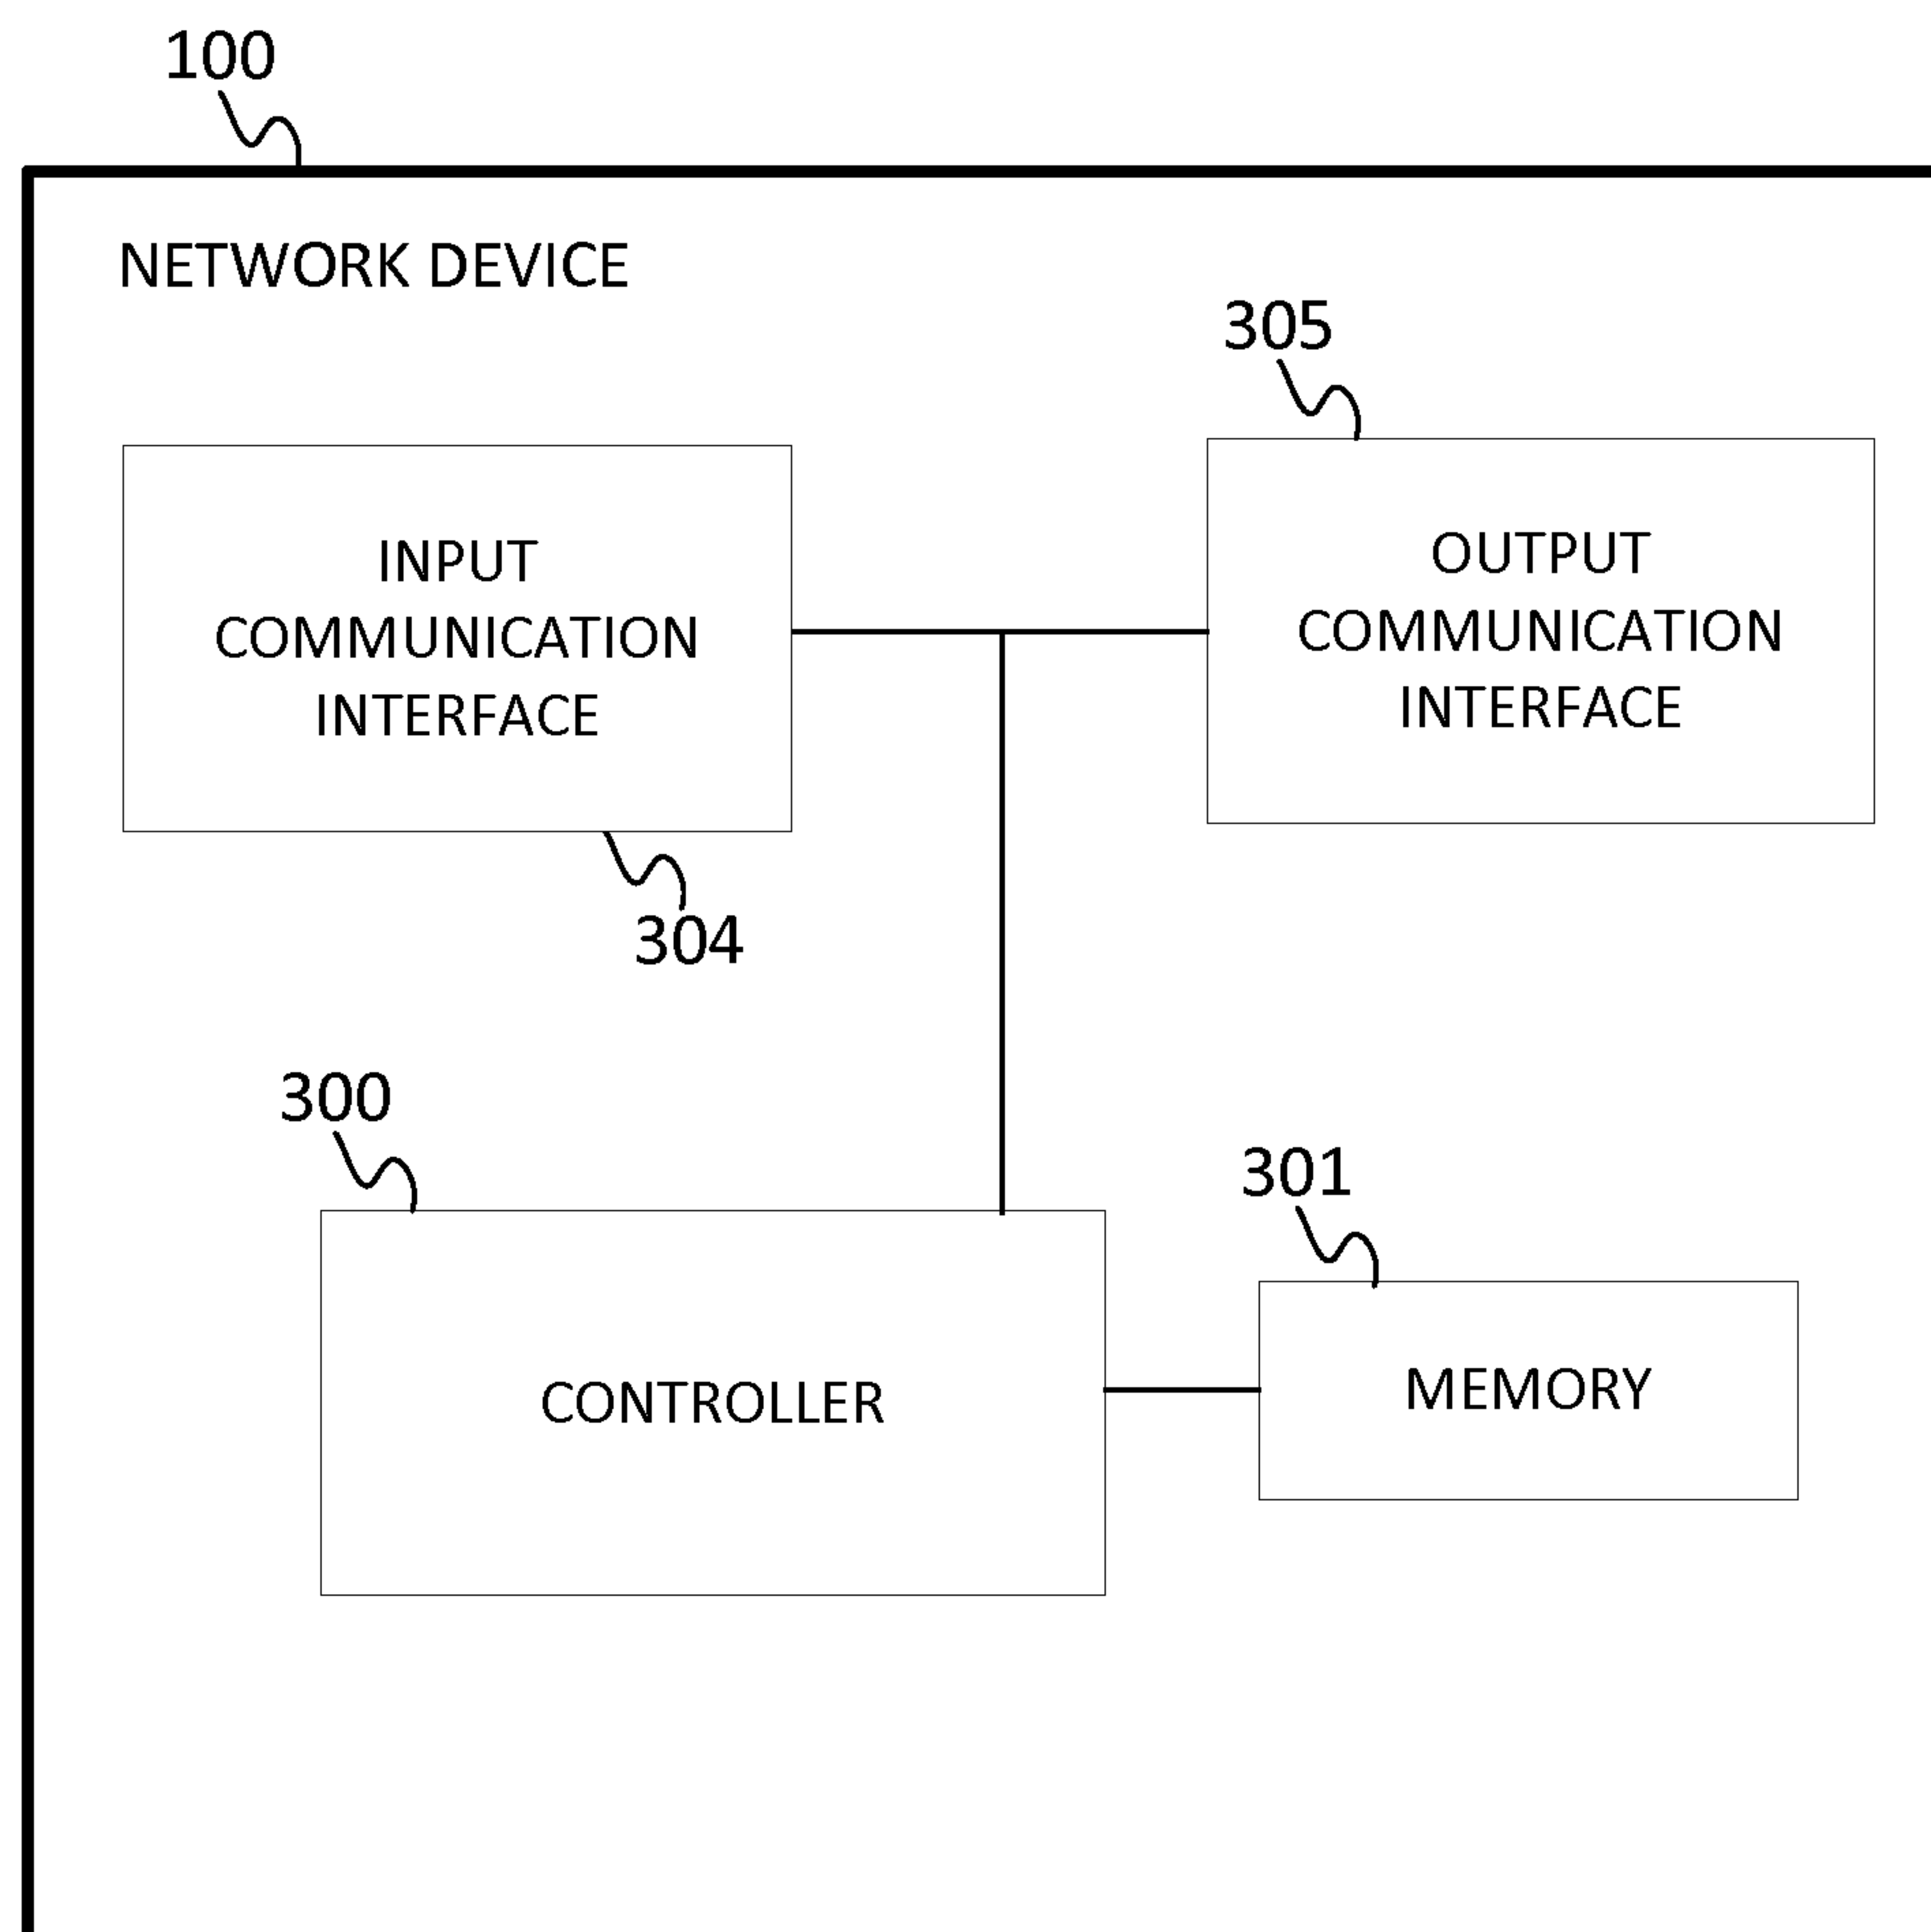 100
NETWORK DEVICE
305
INPUT
COMMUNICATION
INTERFACE
OUTPUT
COMMUNICATION
INTERFACE
304
300
301
CONTROLLER
MEMORY